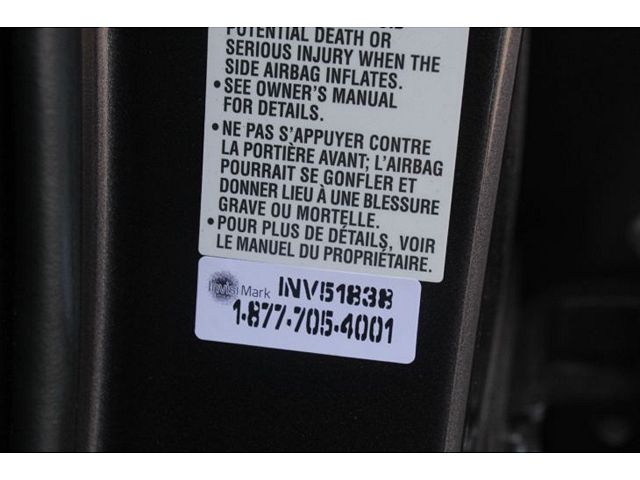 POTENTIAL DEATH OR
SERIOUS INJURY WHEN THE
SIDE AIRBAG INFLATES.
•SEE OWNER'S MANUAL
FOR DETAILS.
•NE PAS S'APPUYER CONTRE
LA PORTIÈRE AVANT; L'AIRBAG
POURRAIT SE GONFLER ET
DONNER LIEU À UNE BLESSURE
GRAVE OU MORTELLE.
•POUR PLUS DE DÉTAILS, VOIR
LE MANUEL DU PROPRIÉTAIRE.
InvisiMark INV51838
1-877-705-4001